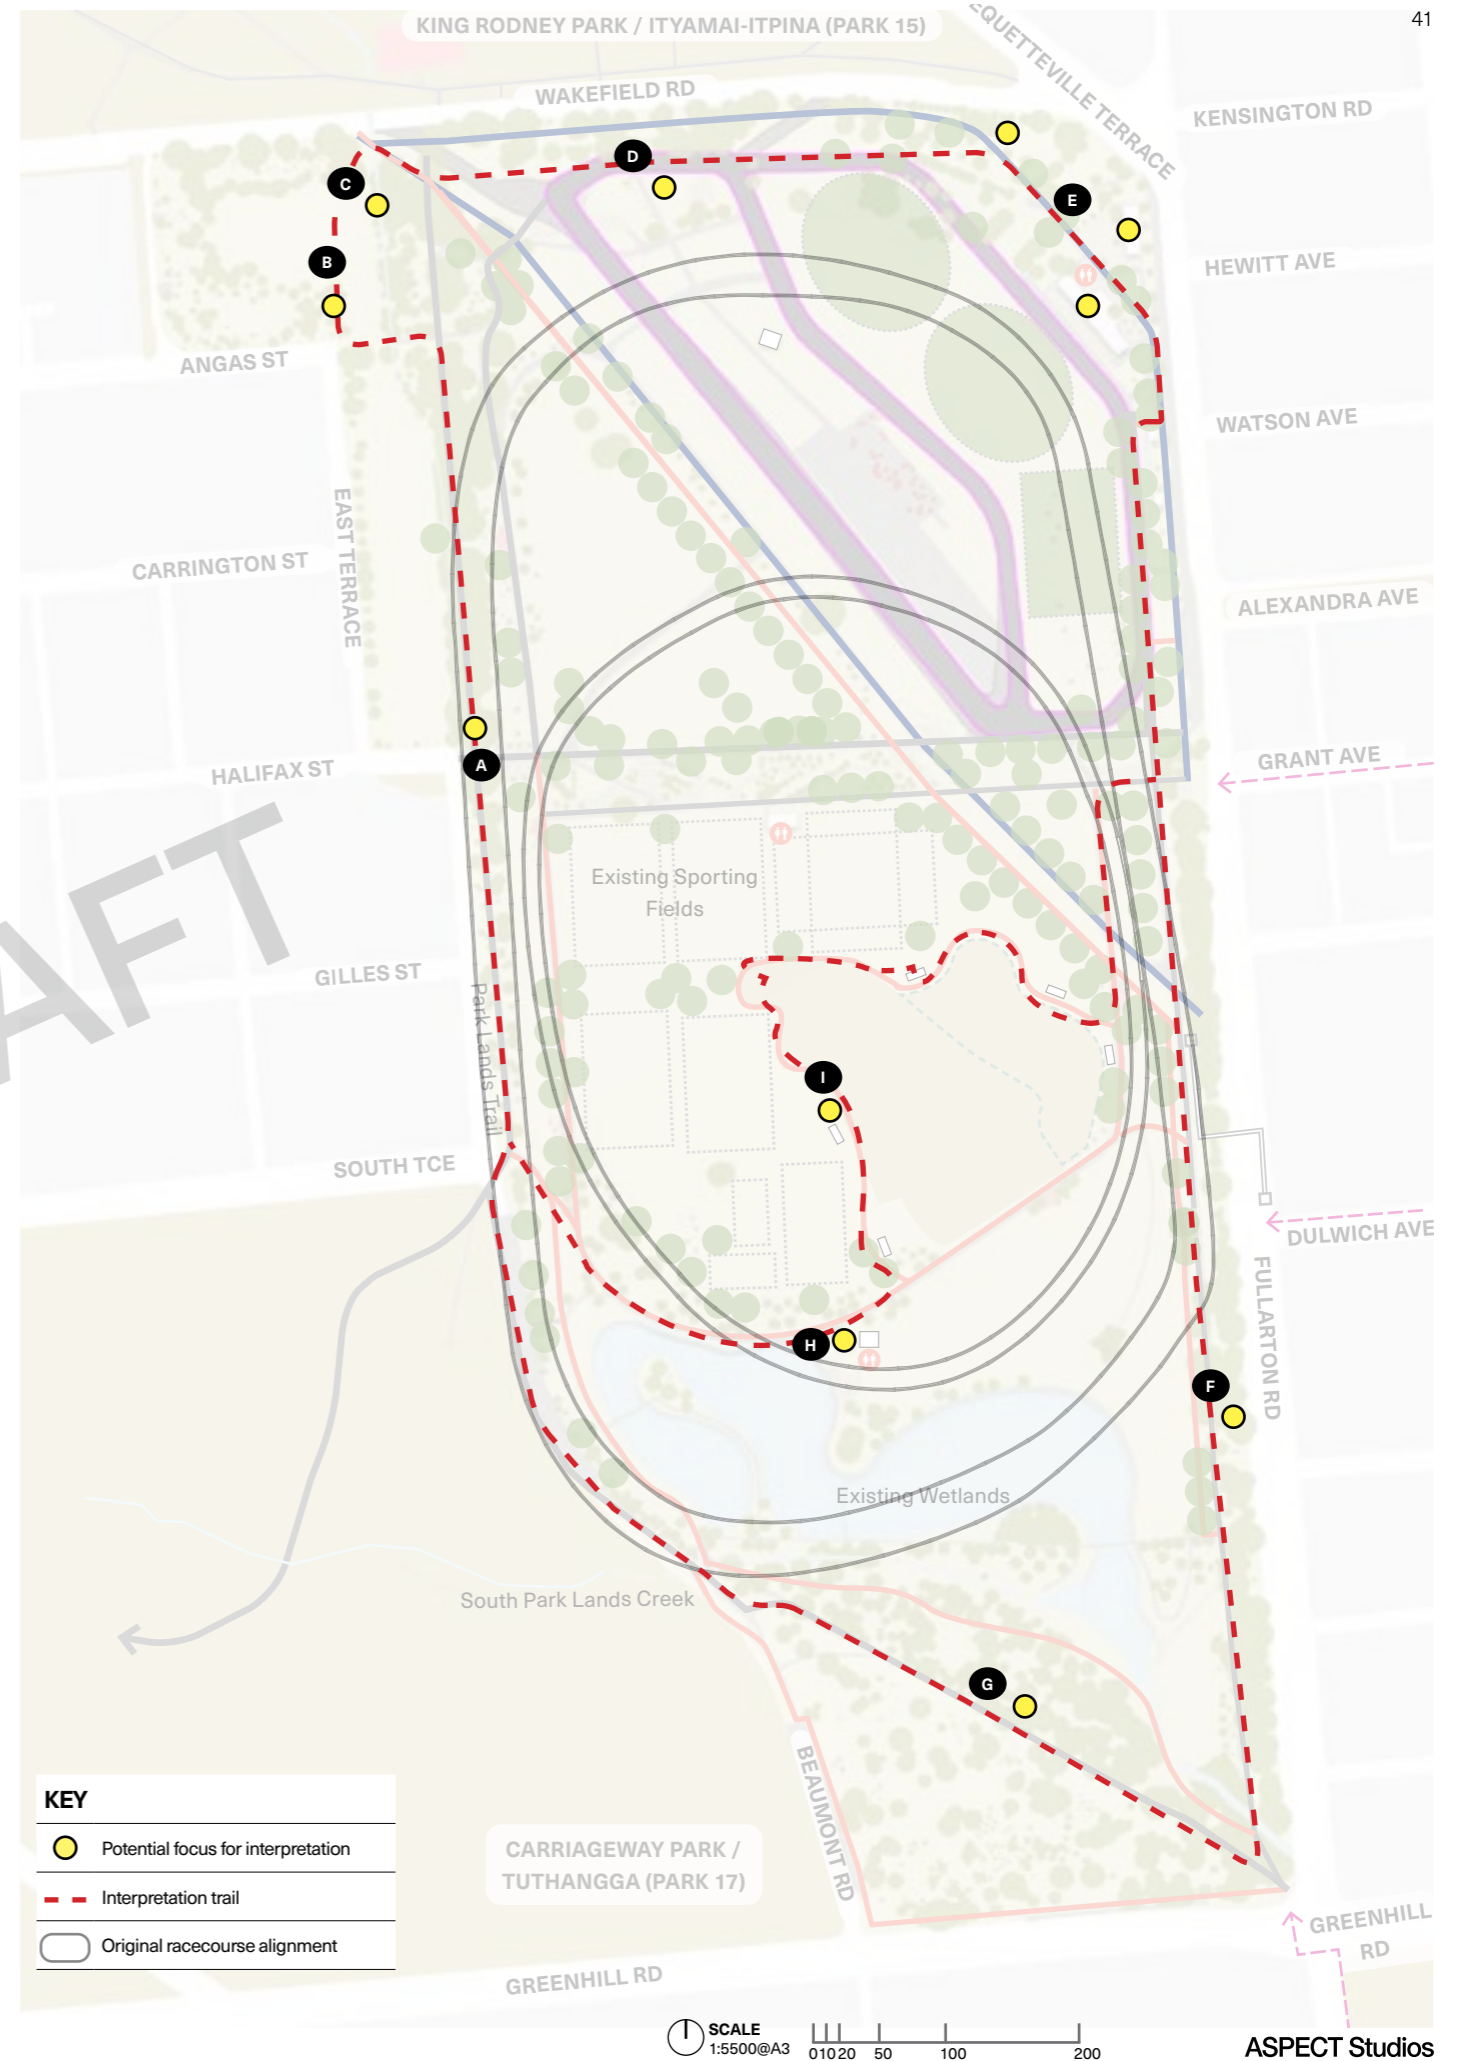 41
KING RODNEY PARK / ITYAMAI-ITPINA (PARK 15)
EQUETTEVILLE TERRACE
WAKEFIELD RD
KENSINGTON RD
D
C
E
B
HEWITT AVE
ANGAS ST
WATSON AVE
EAST TERRACE
CARRINGTON ST
ALEXANDRA AVE
A
HALIFAX ST
GRANT AVE
AFT
Existing Sporting
Fields
GILLES ST
Park Lands Trail
I
SOUTH TCE
DULWICH AVE
FULLARTON RD
H
F
Existing Wetlands
South Park Lands Creek
G
BEAUMONT RD
KEY
Potential focus for interpretation
Interpretation trail
Original racecourse alignment
CARRIAGEWAY PARK /
TUTHANGGA (PARK 17)
GREENHILL
RD
GREENHILL RD
SCALE
1:5500@A3
0 10 20 50 100 200
ASPECT Studios